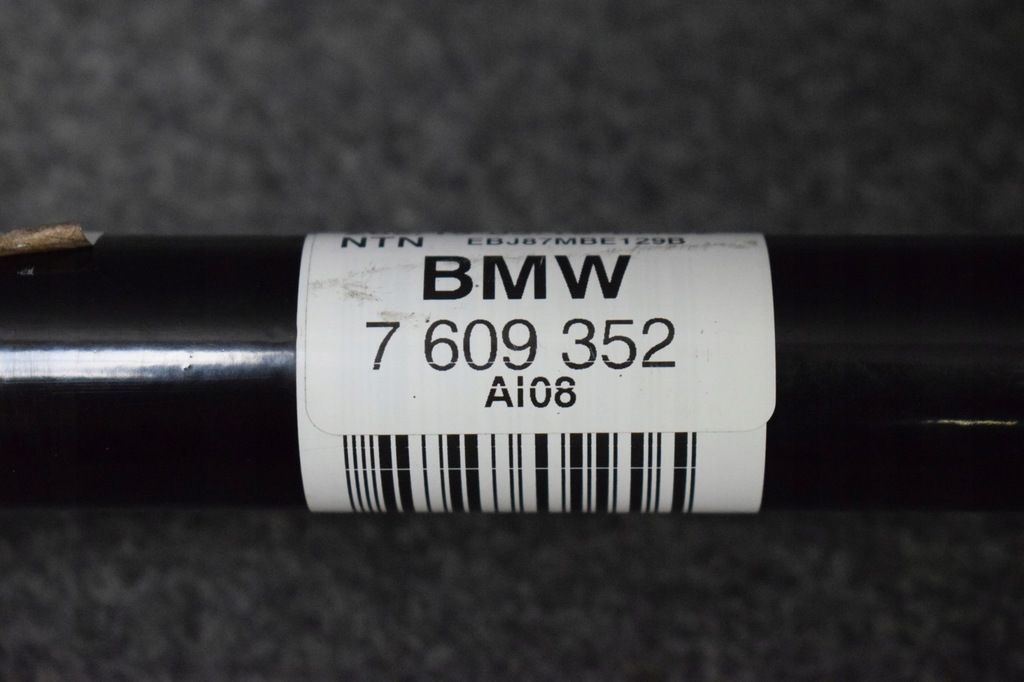 NTN EBJ87MBE129B
BMW
7 609 352
AI08